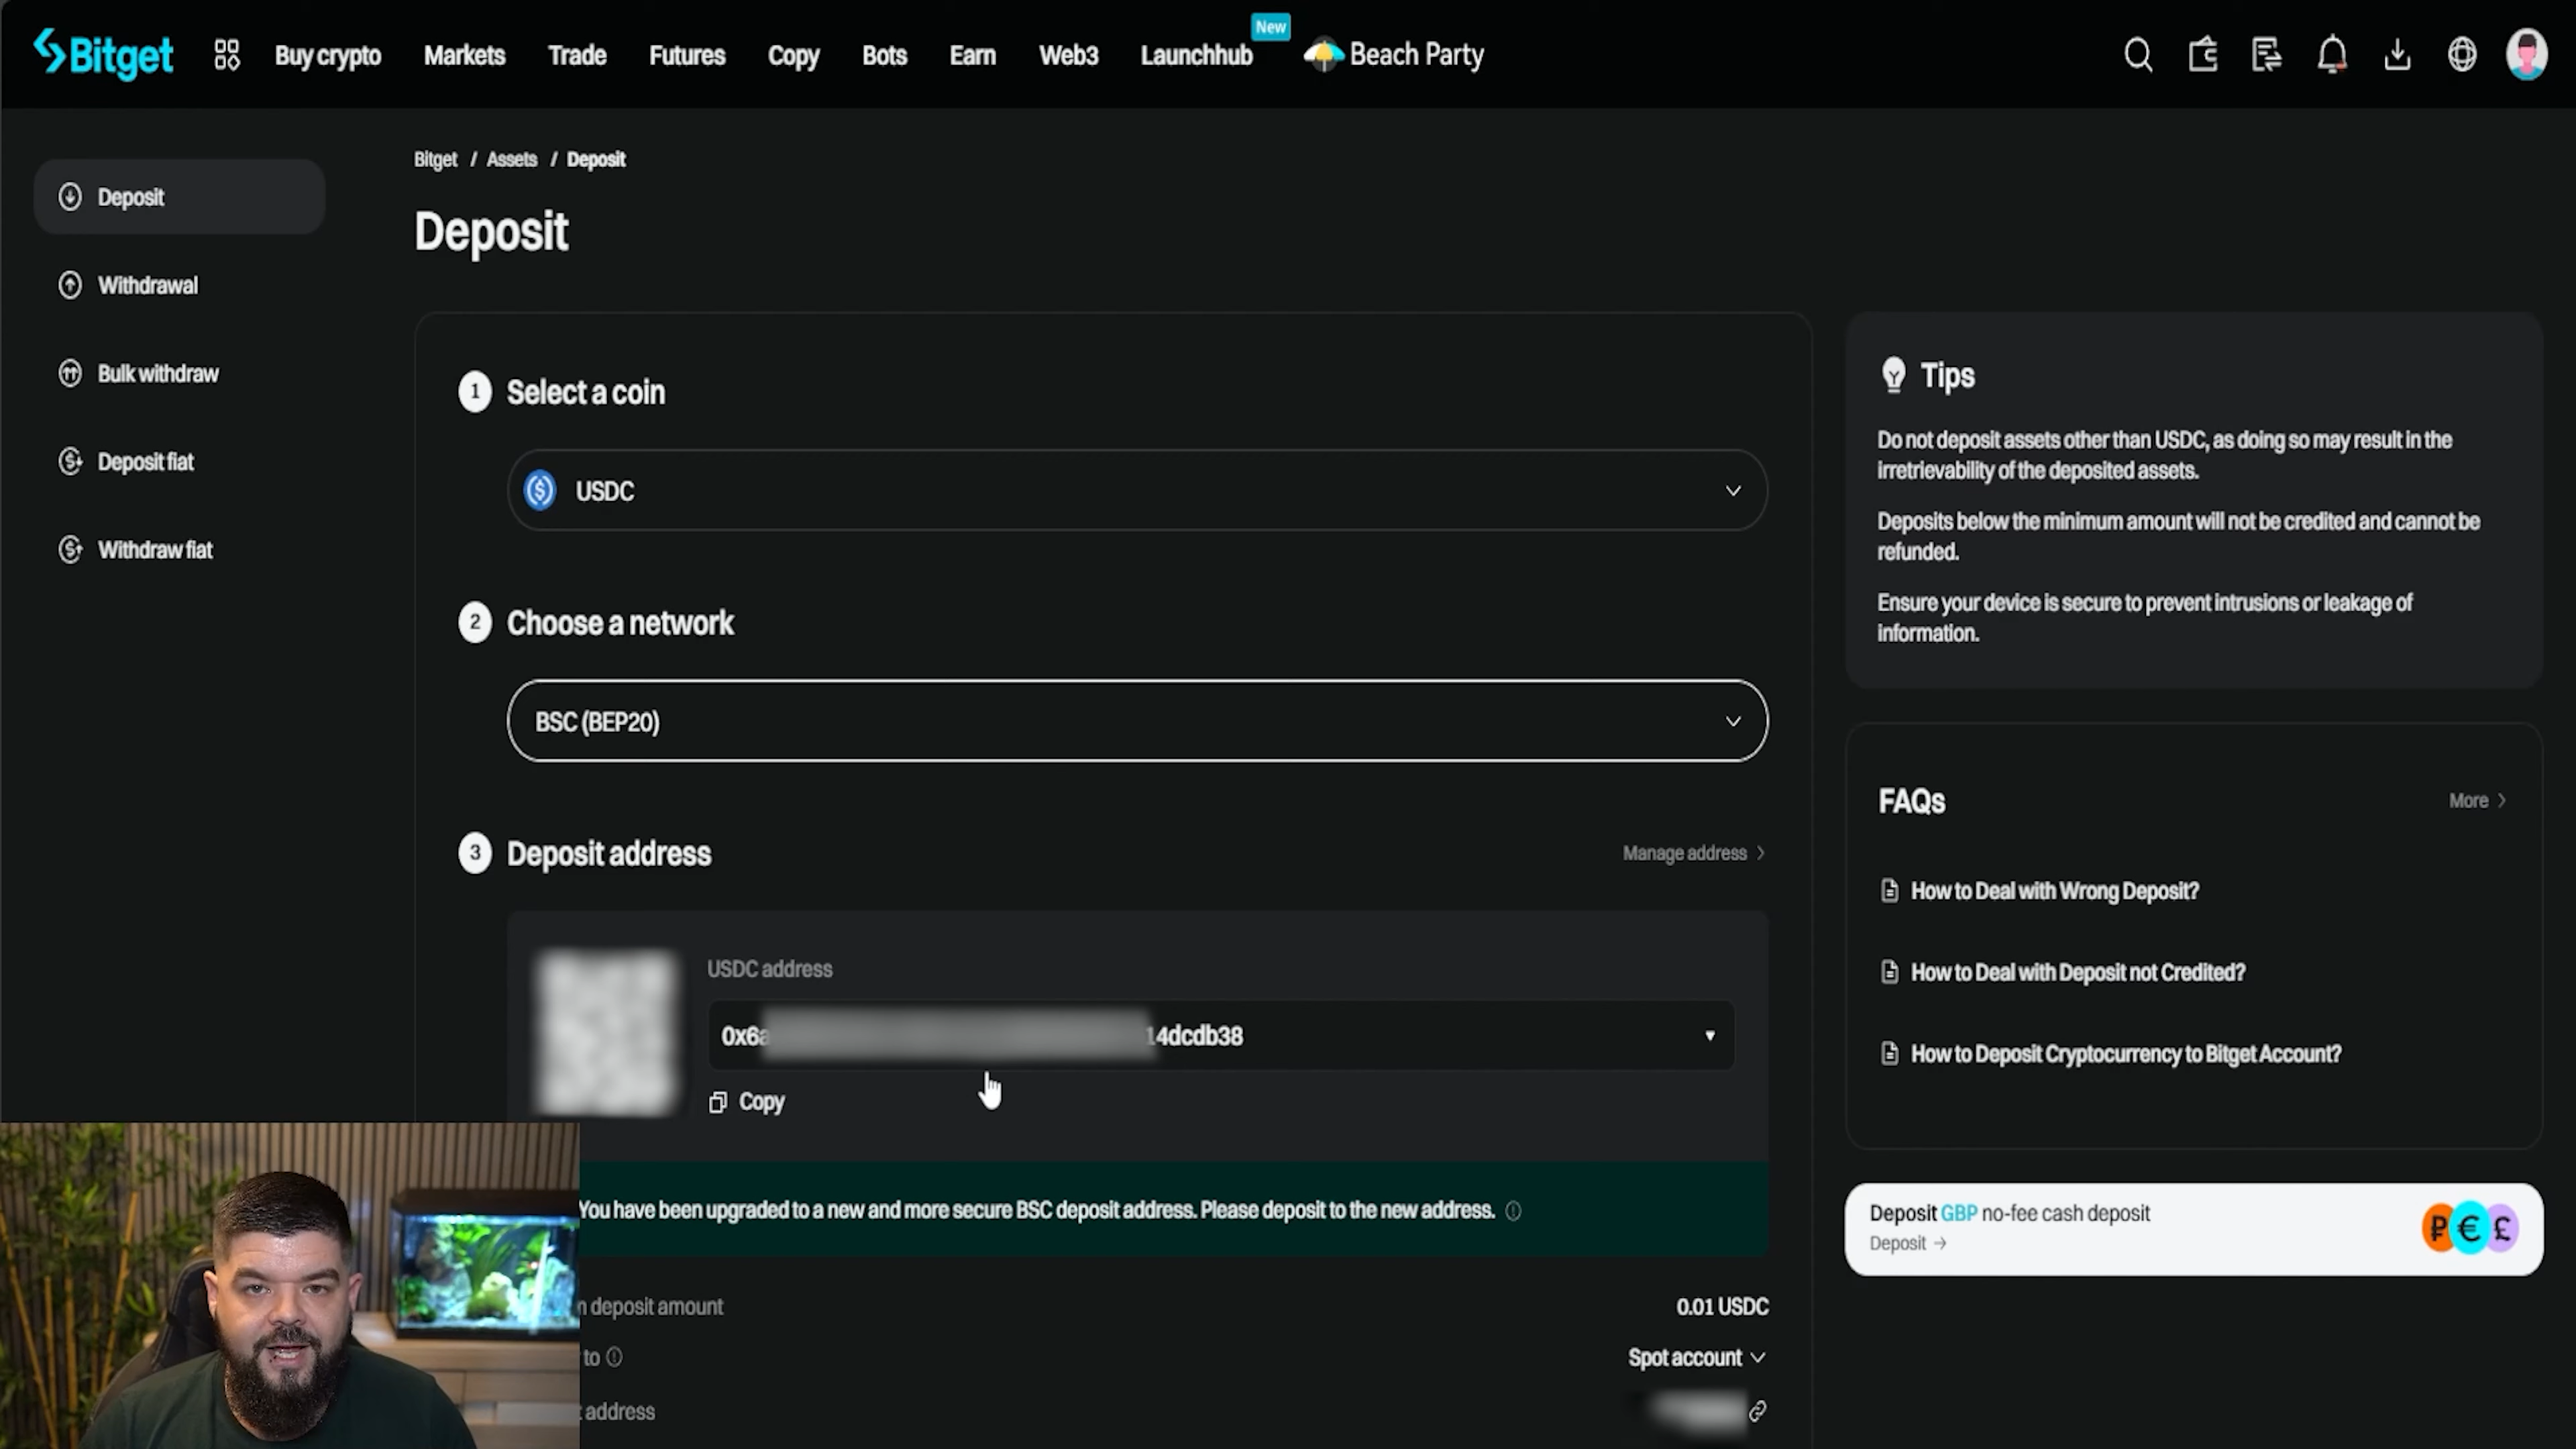 Bitget
Buy crypto
Markets
Trade
Futures
Copy
Bots
Earn
Web3
Launchhub
New
Beach Party
Deposit
Withdrawal
Bulk withdraw
Deposit fiat
Withdraw fiat
Bitget / Assets / Deposit
Deposit
1 Select a coin
USDC
2 Choose a network
BSC (BEP20)
3 Deposit address
Manage address
USDC address
0x6a
14dcdb38
Copy
You have been upgraded to a new and more secure BSC deposit address. Please deposit to the new address.
deposit amount
0.01 USDC
to
Spot account
address
Tips
Do not deposit assets other than USDC, as doing so may result in the
irretrievability of the deposited assets.
Deposits below the minimum amount will not be credited and cannot be
refunded.
Ensure your device is secure to prevent intrusions or leakage of
information.
FAQs
More
How to Deal with Wrong Deposit?
How to Deal with Deposit not Credited?
How to Deposit Cryptocurrency to Bitget Account?
Deposit GBP no-fee cash deposit
Deposit →
₽ € £